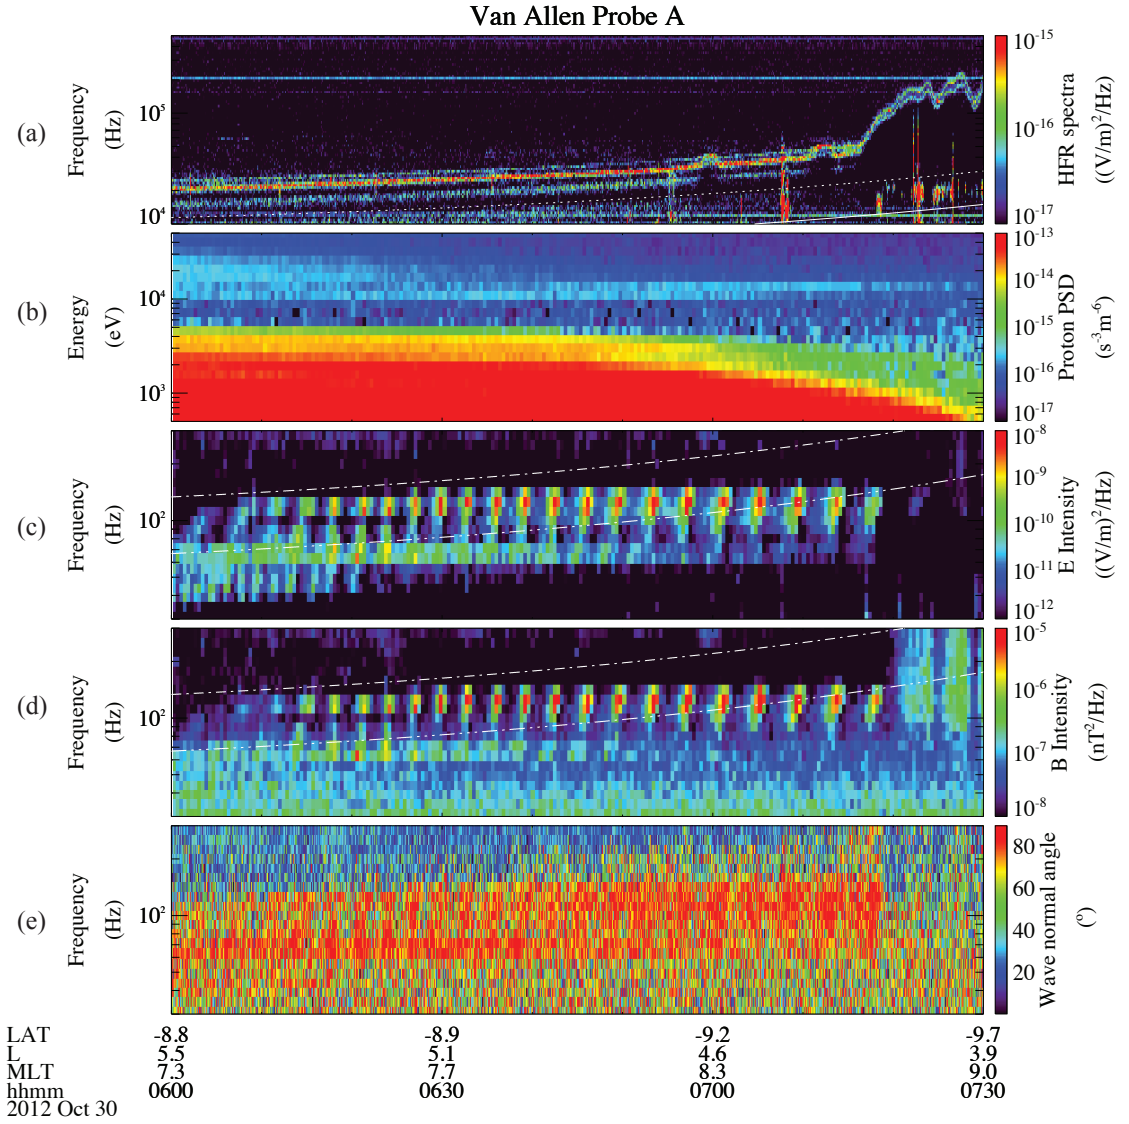 Van Allen Probe A
(a)
Frequency
(Hz)
10^5
10^4
10^-15
10^-16
10^-17
HFR spectra
((V/m)^2/Hz)
(b)
Energy
(eV)
10^4
10^3
10^-13
10^-14
10^-15
10^-16
10^-17
Proton PSD
(s^-3m^-6)
(c)
Frequency
(Hz)
10^2
10^-8
10^-9
10^-10
10^-11
10^-12
E Intensity
((V/m)^2/Hz)
(d)
Frequency
(Hz)
10^2
10^-5
10^-6
10^-7
10^-8
B Intensity
(nT^2/Hz)
(e)
Frequency
(Hz)
10^2
80
60
40
20
Wave normal angle
(°)
LAT -8.8 -8.9 -9.2 -9.7
L 5.5 5.1 4.6 3.9
MLT 7.3 7.7 8.3 9.0
hhmm 0600 0630 0700 0730
2012 Oct 30